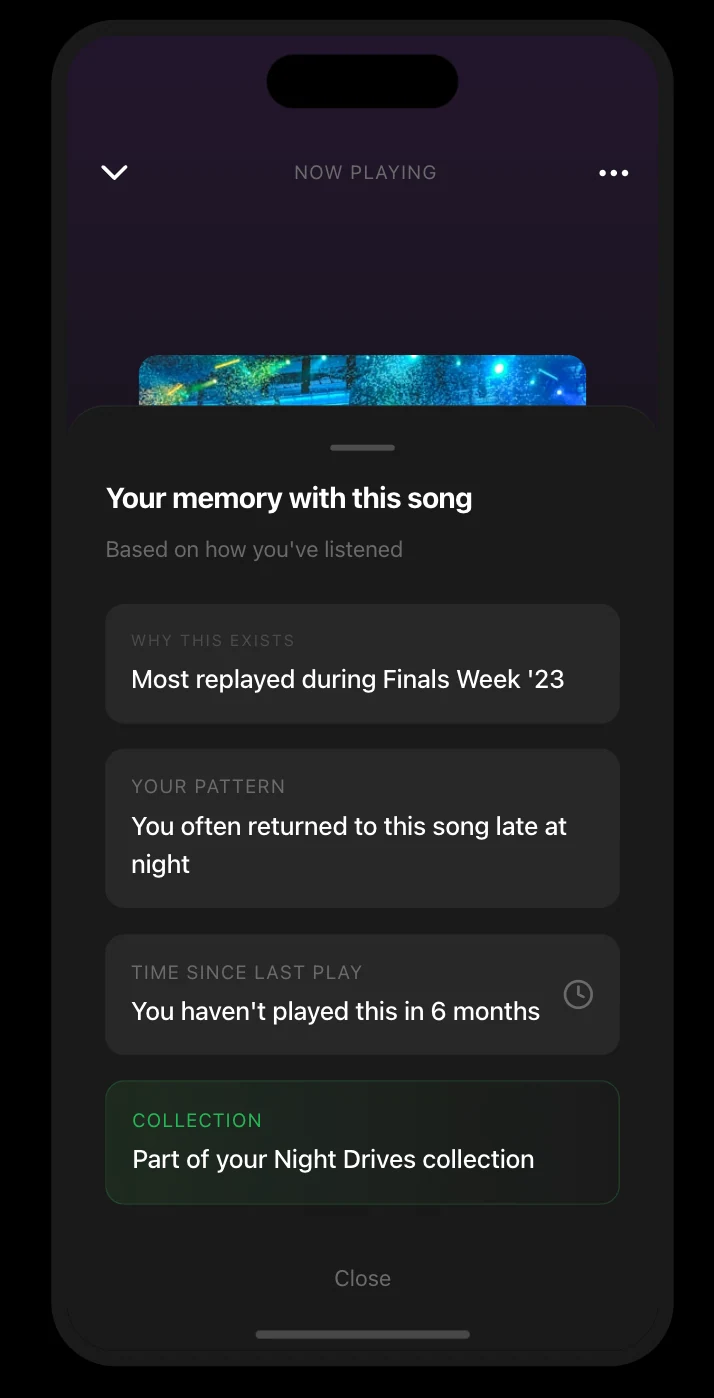 NOW PLAYING
Your memory with this song
Based on how you've listened
WHY THIS EXISTS
Most replayed during Finals Week '23
YOUR PATTERN
You often returned to this song late at
night
TIME SINCE LAST PLAY
You haven't played this in 6 months
COLLECTION
Part of your Night Drives collection
Close